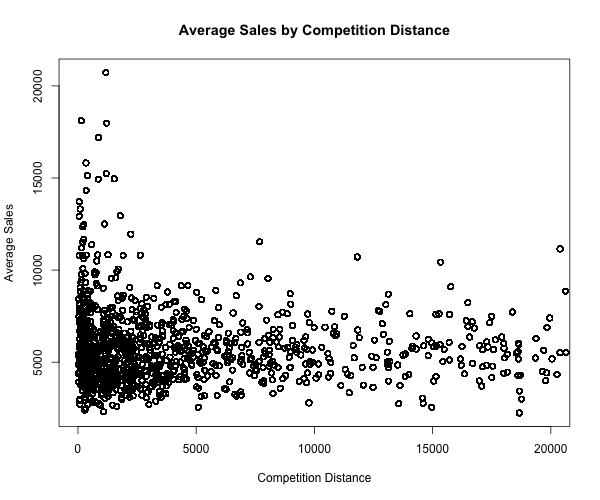 Average Sales by Competition Distance
Average Sales
20000
15000
10000
5000
0 5000 10000 15000 20000
Competition Distance